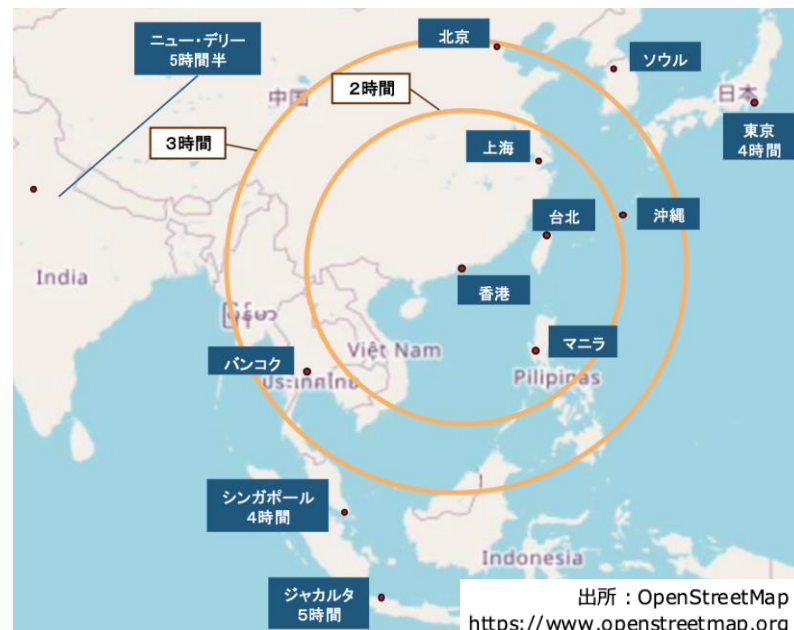 ニュー・デリー
5時間半
北京
ソウル
中国
2時間
日本
3時間
上海
東京
4時間
台北
沖縄
India
香港
မြန်မာ
バンコク
Việt Nam
マニラ
ประเทศไทย
Pilipinas
シンガポール
4時間
Indonesia
ジャカルタ
5時間
出所：OpenStreetMap
https://www.openstreetmap.org